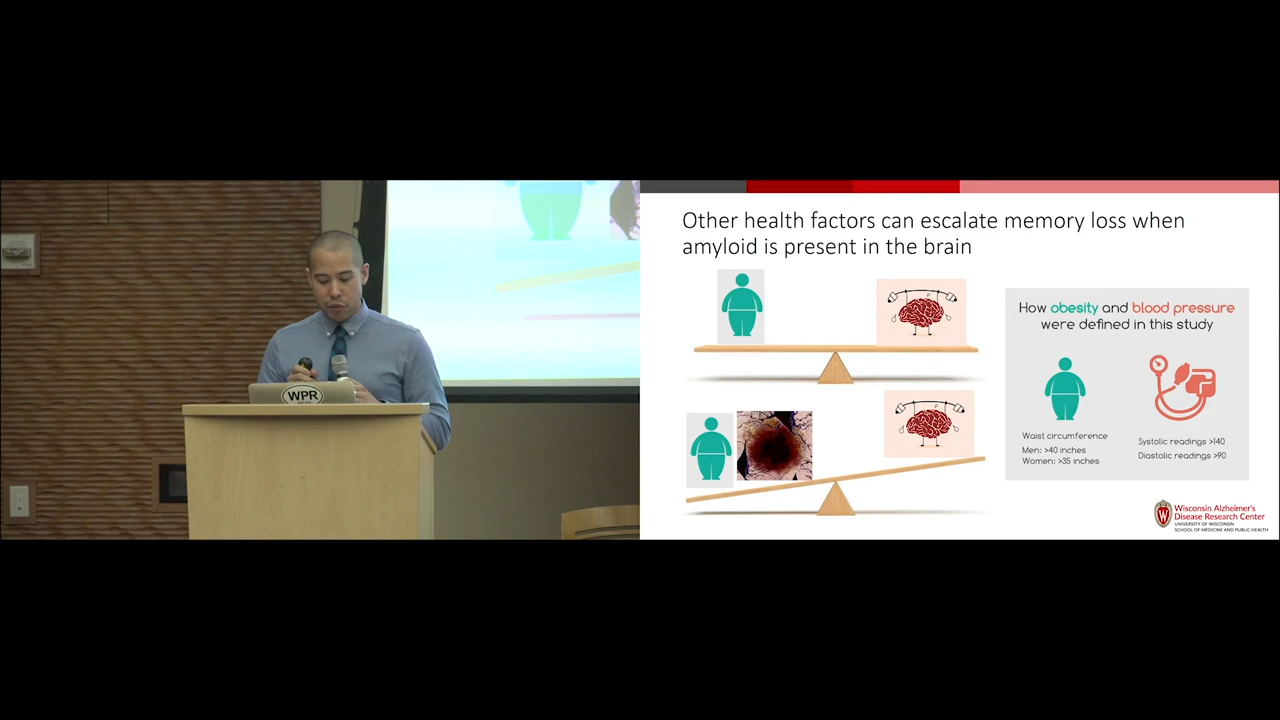 WPR
Other health factors can escalate memory loss when
amyloid is present in the brain
How obesity and blood pressure
were defined in this study
Waist circumference
Men: >40 inches
Women: >35 inches
Systolic readings >140
Diastolic readings >90
Wisconsin Alzheimer's
Disease Research Center
UNIVERSITY OF WISCONSIN
SCHOOL OF MEDICINE AND PUBLIC HEALTH